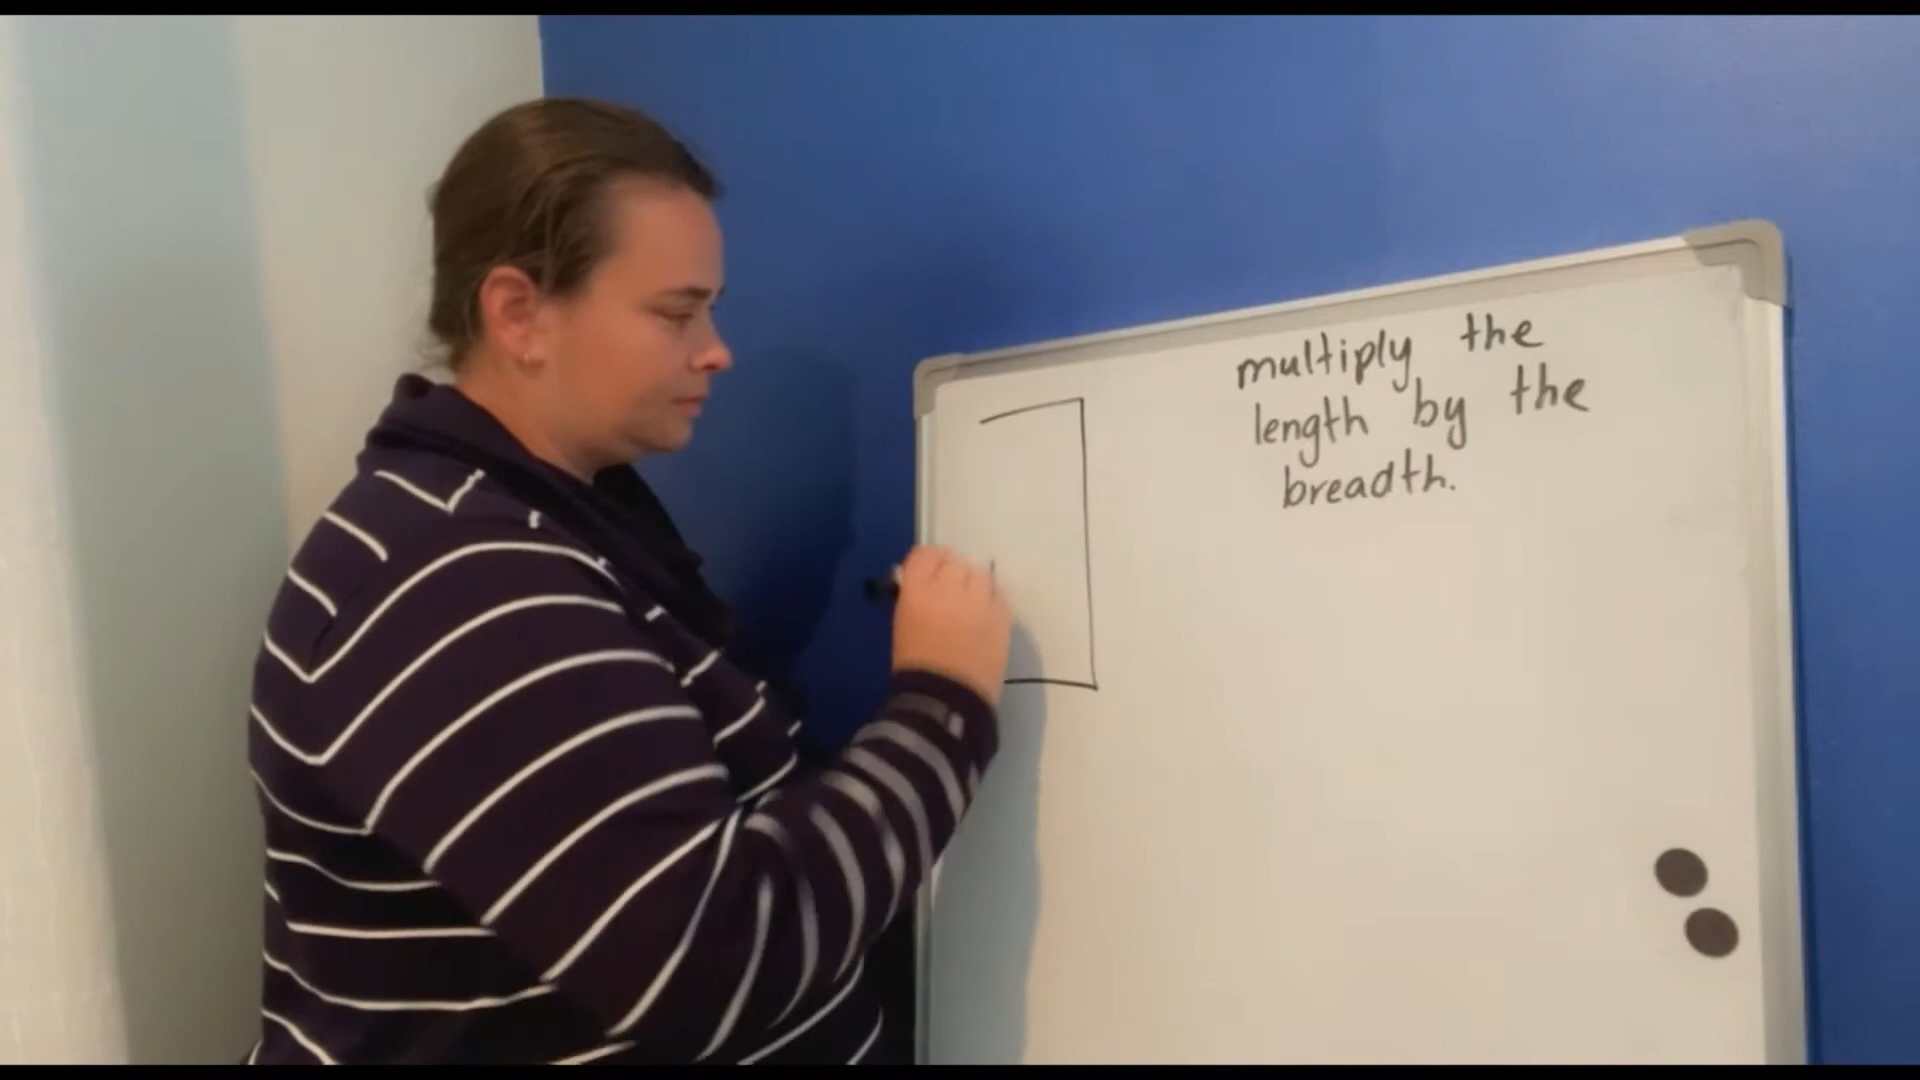 multiply the
length by the
breadth.